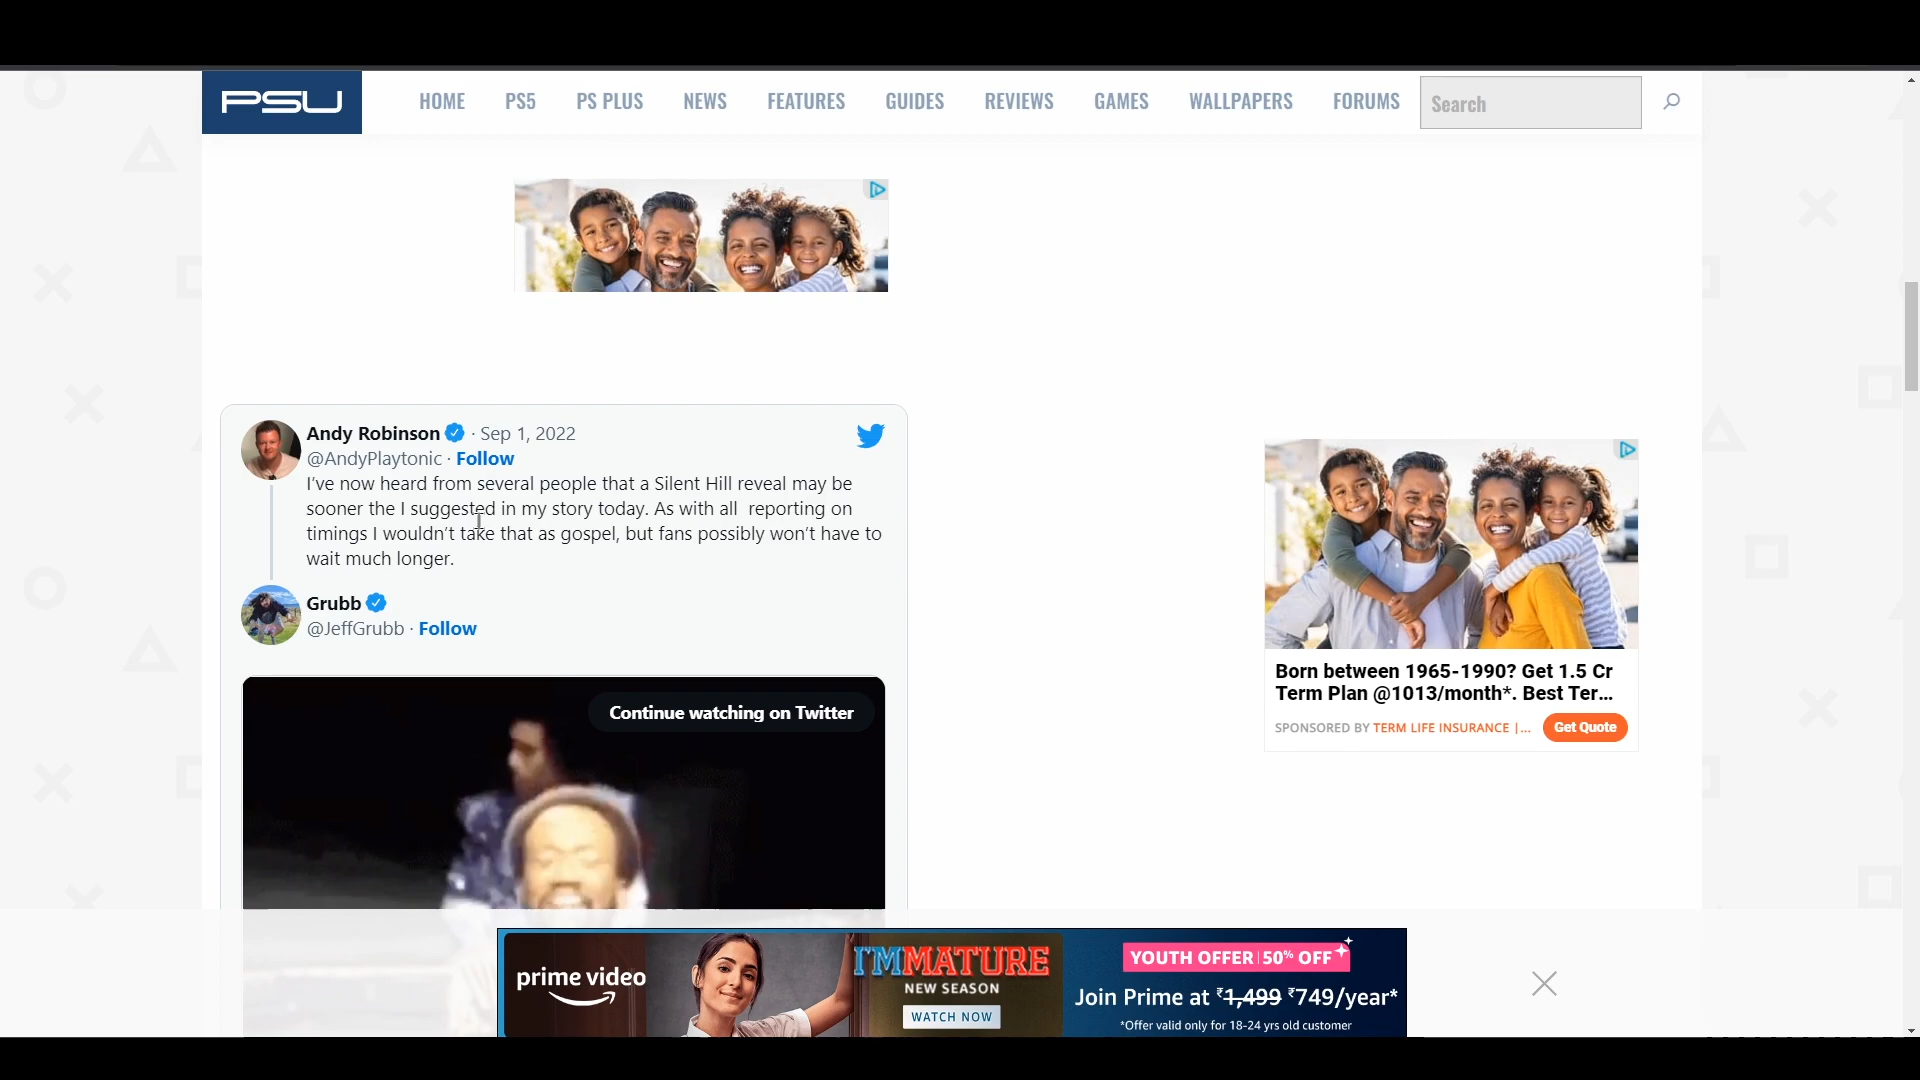 PSU
HOME PS5 PS PLUS NEWS FEATURES GUIDES REVIEWS GAMES WALLPAPERS FORUMS Search
Andy Robinson · Sep 1, 2022
@AndyPlaytonic · Follow
I've now heard from several people that a Silent Hill reveal may be
sooner the I suggested in my story today. As with all  reporting on
timings I wouldn't take that as gospel, but fans possibly won't have to
wait much longer.
Grubb
@JeffGrubb · Follow
Continue watching on Twitter
Born between 1965-1990? Get 1.5 Cr
Term Plan @1013/month*. Best Ter...
SPONSORED BY TERM LIFE INSURANCE |...
Get Quote
prime video
I'MMATURE
NEW SEASON
WATCH NOW
YOUTH OFFER | 50% OFF
Join Prime at ₹1,499 ₹749/year*
*Offer valid only for 18-24 yrs old customer